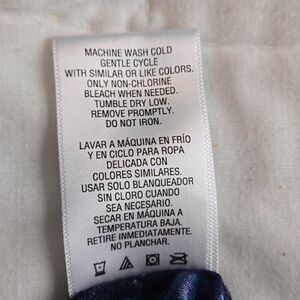 MACHINE WASH COLD
GENTLE CYCLE
WITH SIMILAR OR LIKE COLORS.
ONLY NON-CHLORINE
BLEACH WHEN NEEDED.
TUMBLE DRY LOW.
REMOVE PROMPTLY.
DO NOT IRON.
LAVAR A MÁQUINA EN FRÍO
Y EN CICLO PARA ROPA
DELICADA CON
COLORES SIMILARES.
USAR SOLO BLANQUEADOR
SIN CLORO CUANDO
SEA NECESARIO.
SECAR EN MÁQUINA A
TEMPERATURA BAJA.
RETIRE INMEDIATAMENTE.
NO PLANCHAR.